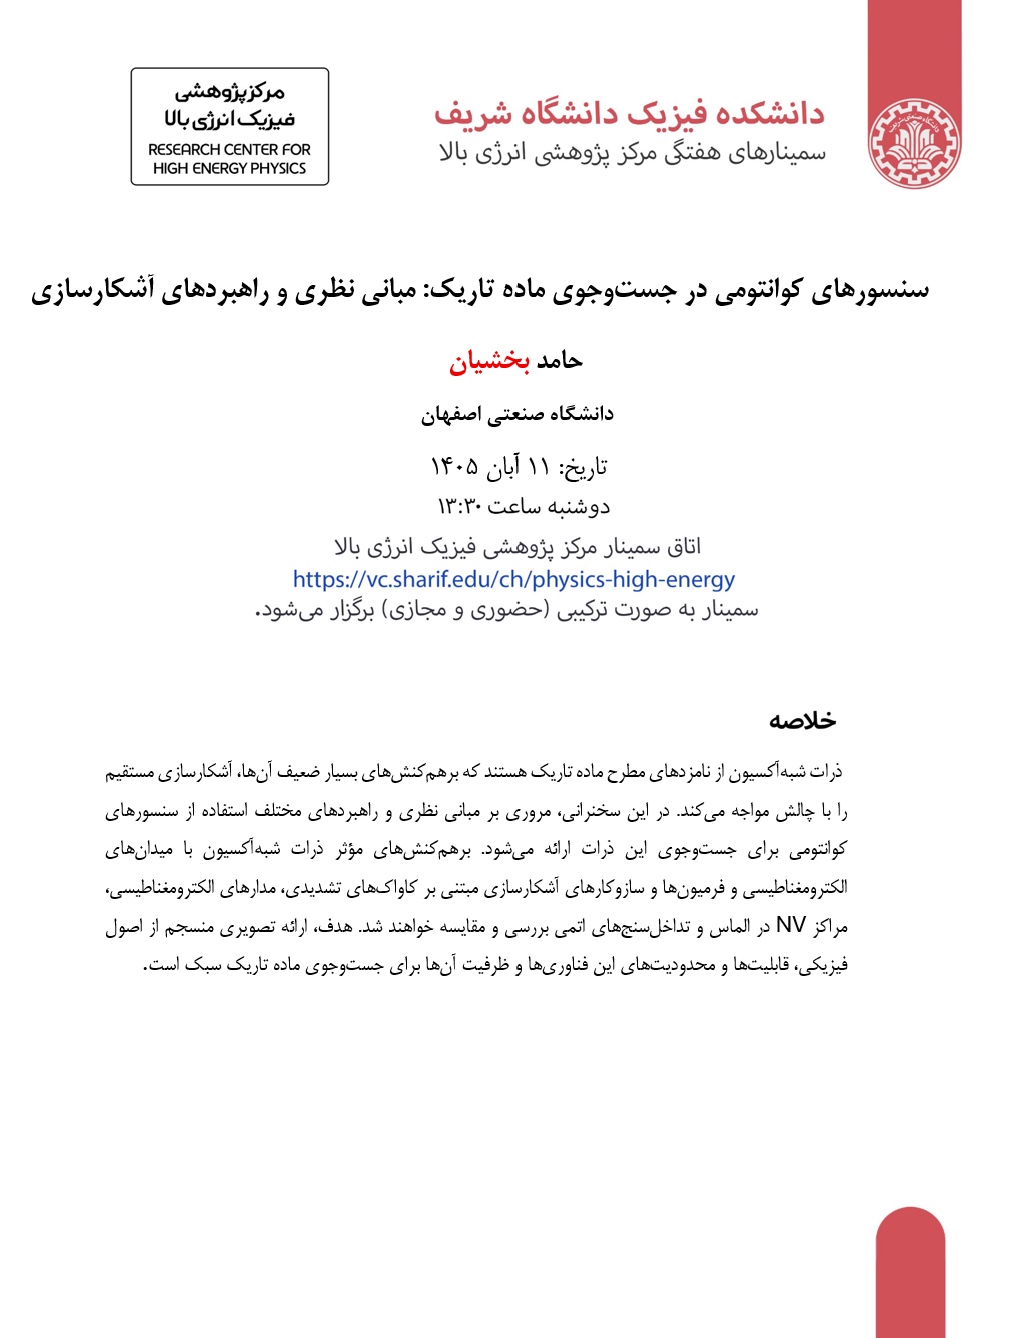 دانشکده فیزیک دانشگاه شریف
سمینارهای هفتگی مرکز پژوهشی انرژی بالا
مرکز پژوهشی
فیزیک انرژی بالا
RESEARCH CENTER FOR
HIGH ENERGY PHYSICS
سنسورهای کوانتومی در جست‌وجوی ماده تاریک: مبانی نظری و راهبردهای آشکارسازی
حامد بخشیان
دانشگاه صنعتی اصفهان
تاریخ: ۱۱ آبان ۱۴۰۵
دوشنبه ساعت ۱۳:۳۰
اتاق سمینار مرکز پژوهشی فیزیک انرژی بالا
https://vc.sharif.edu/ch/physics-high-energy
سمینار به صورت ترکیبی (حضوری و مجازی) برگزار می‌شود.
خلاصه
ذرات شبه‌آکسیون از نامزدهای مطرح ماده تاریک هستند که برهم‌کنش‌های بسیار ضعیف آن‌ها، آشکارسازی مستقیم
را با چالش مواجه می‌کند. در این سخنرانی، مروری بر مبانی نظری و راهبردهای مختلف استفاده از سنسورهای
کوانتومی برای جست‌وجوی این ذرات ارائه می‌شود. برهم‌کنش‌های مؤثر ذرات شبه‌آکسیون با میدان‌های
الکترومغناطیسی و فرمیون‌ها و سازوکارهای آشکارسازی مبتنی بر کاواک‌های تشدیدی، مدارهای الکترومغناطیسی،
مراکز NV در الماس و تداخل‌سنج‌های اتمی بررسی و مقایسه خواهند شد. هدف، ارائه تصویری منسجم از اصول
فیزیکی، قابلیت‌ها و محدودیت‌های این فناوری‌ها و ظرفیت آن‌ها برای جست‌وجوی ماده تاریک سبک است.